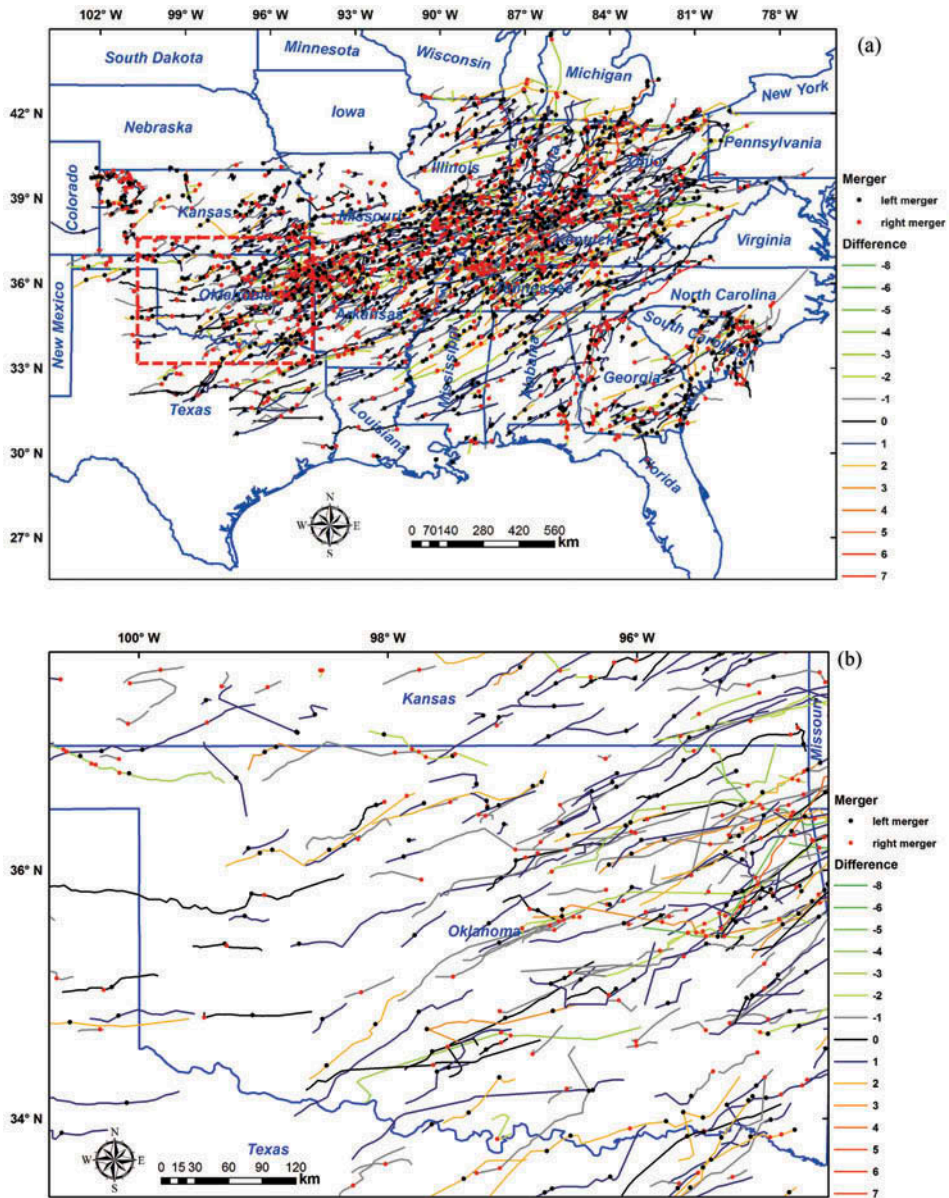 102° W 99° W 96° W 93° W 90° W 87° W 84° W 81° W 78° W
(a)
South Dakota
Minnesota
Wisconsin
Michigan
New York
42° N
Nebraska
Iowa
Pennsylvania
Illinois
Indiana
Ohio
39° N
Colorado
Kansas
Missouri
Kentucky
Virginia
36° N
New Mexico
Oklahoma
Arkansas
Tennessee
North Carolina
South Carolina
33° N
Texas
Mississippi
Alabama
Georgia
Louisiana
30° N
Florida
27° N
N
W E
S
0 70 140 280 420 560
km
Merger
left merger
right merger
Difference
-8
-6
-5
-4
-3
-2
-1
0
1
2
3
4
5
6
7
100° W 98° W 96° W
(b)
Kansas
Missouri
36° N
Oklahoma
34° N
Texas
N
W E
S
0 15 30 60 90 120
km
Merger
left merger
right merger
Difference
-8
-6
-5
-4
-3
-2
-1
0
1
2
3
4
5
6
7